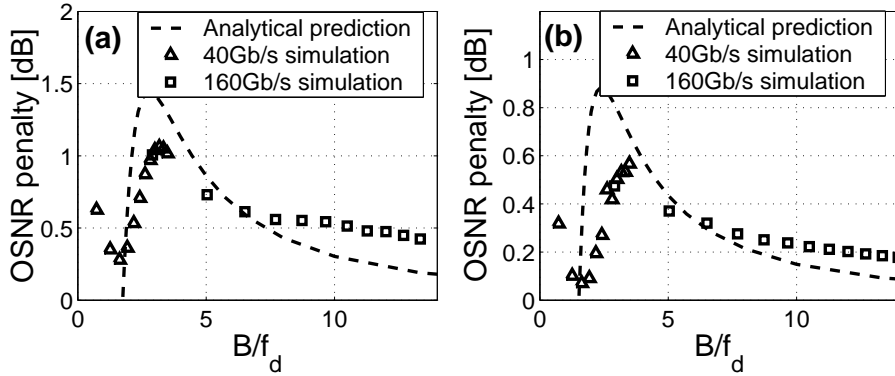 (a)
Analytical prediction
40Gb/s simulation
160Gb/s simulation
OSNR penalty [dB]
2
1.5
1
0.5
0
0 5 10
B/f_d
(b)
Analytical prediction
40Gb/s simulation
160Gb/s simulation
OSNR penalty [dB]
1
0.8
0.6
0.4
0.2
0
0 5 10
B/f_d